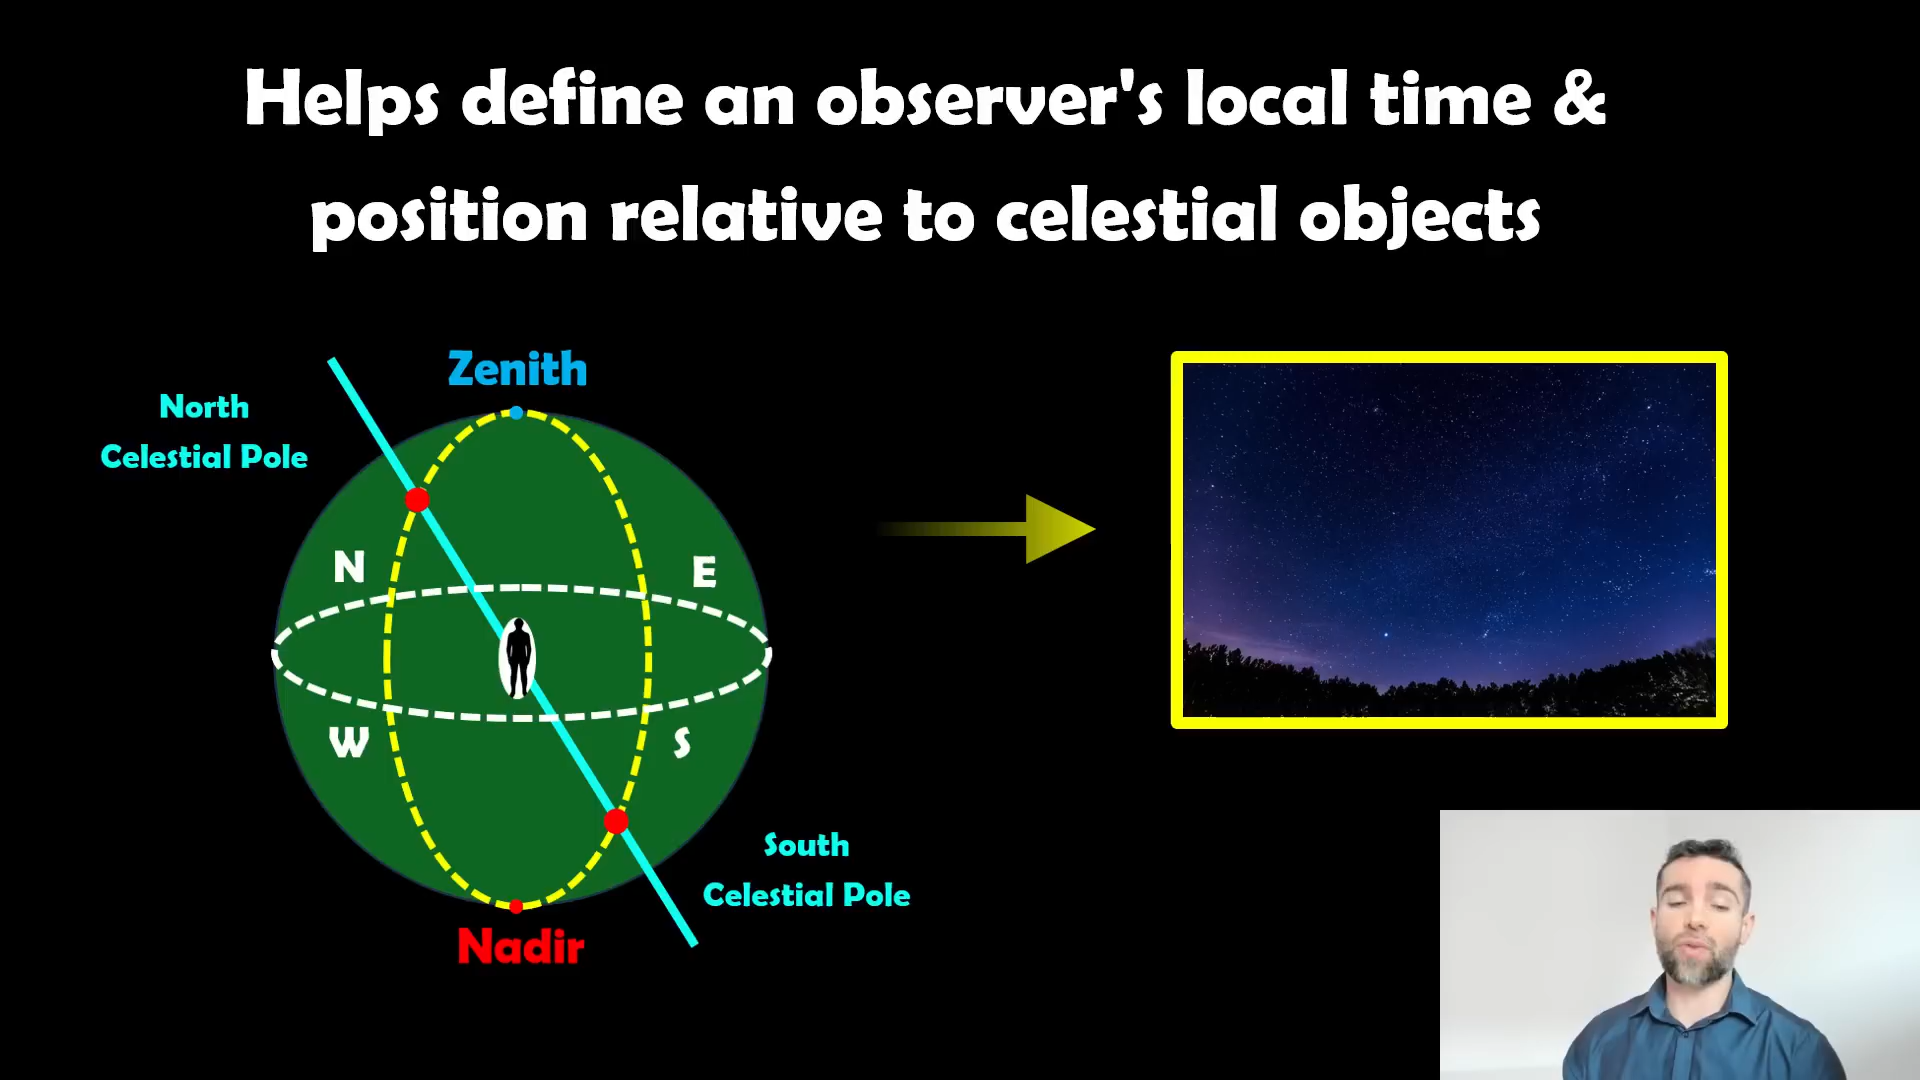 Helps define an observer's local time &
position relative to celestial objects
Zenith
North
Celestial Pole
N
E
W
S
South
Celestial Pole
Nadir